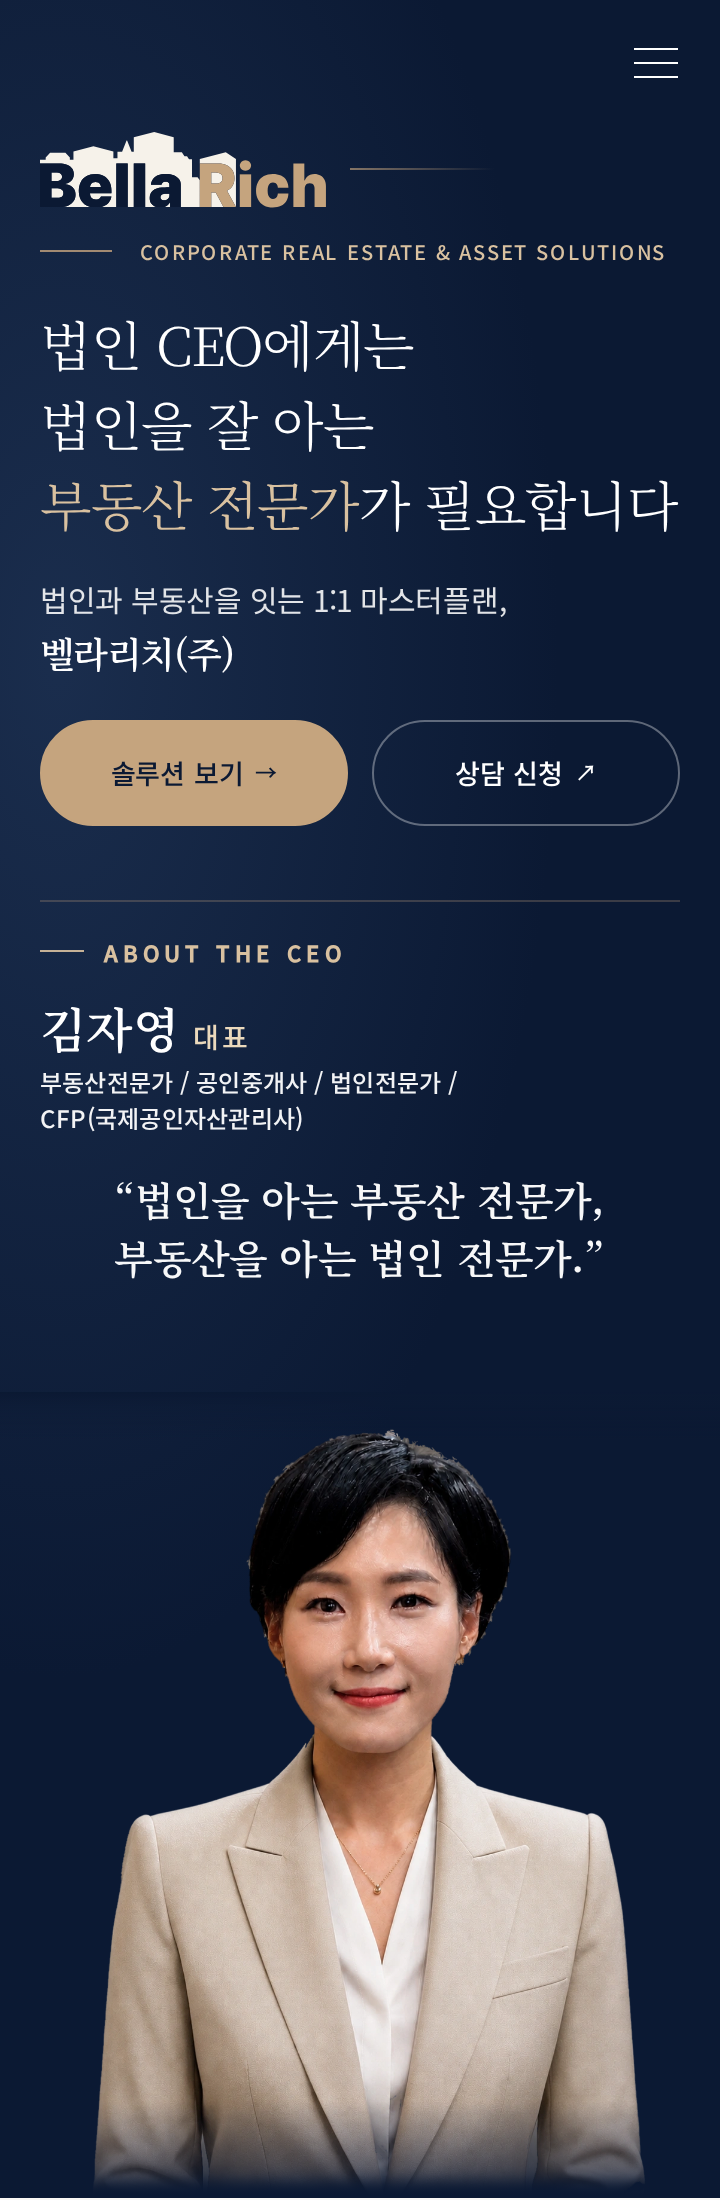 Bella Rich
CORPORATE REAL ESTATE & ASSET SOLUTIONS
법인 CEO에게는
법인을 잘 아는
부동산 전문가가 필요합니다
법인과 부동산을 잇는 1:1 마스터플랜,
벨라리치(주)
솔루션 보기 →
상담 신청 ↗
ABOUT THE CEO
김자영 대표
부동산전문가 / 공인중개사 / 법인전문가 /
CFP(국제공인자산관리사)
“법인을 아는 부동산 전문가,
부동산을 아는 법인 전문가.”